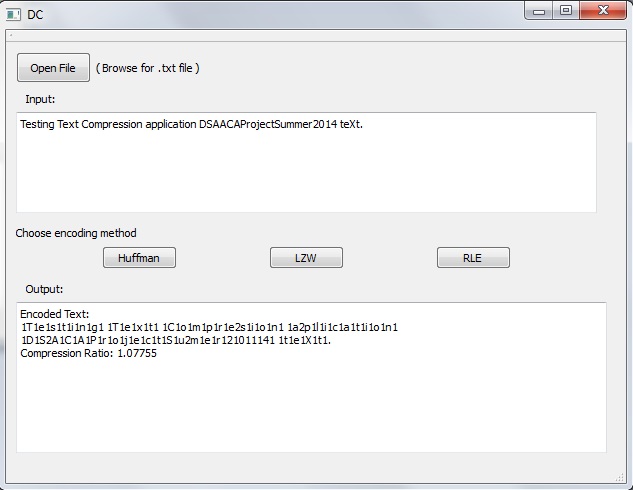 DC
Open File ( Browse for .txt file )
Input:
Testing Text Compression application DSAACAProjectSummer2014 teXt.
Choose encoding method
Huffman LZW RLE
Output:
Encoded Text:
1T1e1s1t1i1n1g1 1T1e1x1t1 1C1o1m1p1r1e2s1i1o1n1 1a2p1l1i1c1a1t1i1o1n1
1D1S2A1C1A1P1r1o1j1e1c1t1S1u2m1e1r121011141 1t1e1X1t1.
Compression Ratio: 1.07755